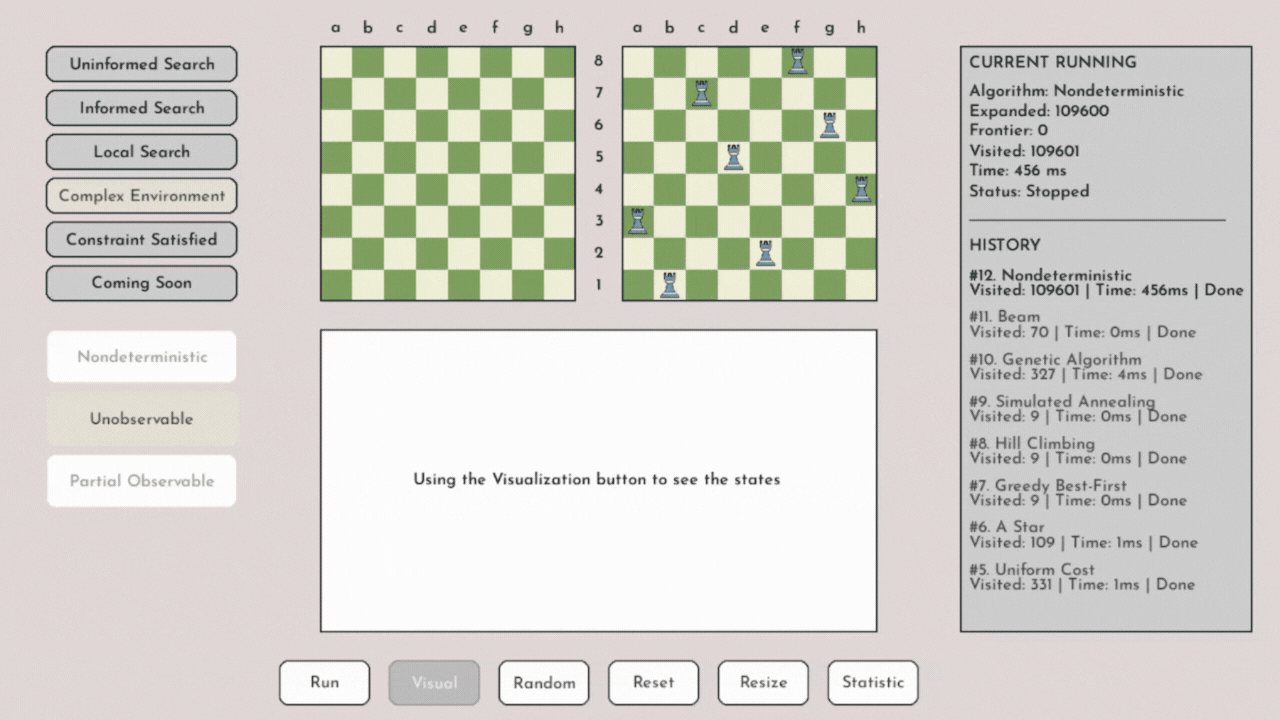 a b c d e f g h
a b c d e f g h
Uninformed Search
Informed Search
Local Search
Complex Environment
Constraint Satisfied
Coming Soon
Nondeterministic
Unobservable
Partial Observable
8
7
6
5
4
3
2
1
Using the Visualization button to see the states
CURRENT RUNNING
Algorithm: Nondeterministic
Expanded: 109600
Frontier: 0
Visited: 109601
Time: 456 ms
Status: Stopped
HISTORY
#12. Nondeterministic
Visited: 109601 | Time: 456ms | Done
#11. Beam
Visited: 70 | Time: 0ms | Done
#10. Genetic Algorithm
Visited: 327 | Time: 4ms | Done
#9. Simulated Annealing
Visited: 9 | Time: 0ms | Done
#8. Hill Climbing
Visited: 9 | Time: 0ms | Done
#7. Greedy Best-First
Visited: 9 | Time: 0ms | Done
#6. A Star
Visited: 109 | Time: 1ms | Done
#5. Uniform Cost
Visited: 331 | Time: 1ms | Done
Run
Visual
Random
Reset
Resize
Statistic